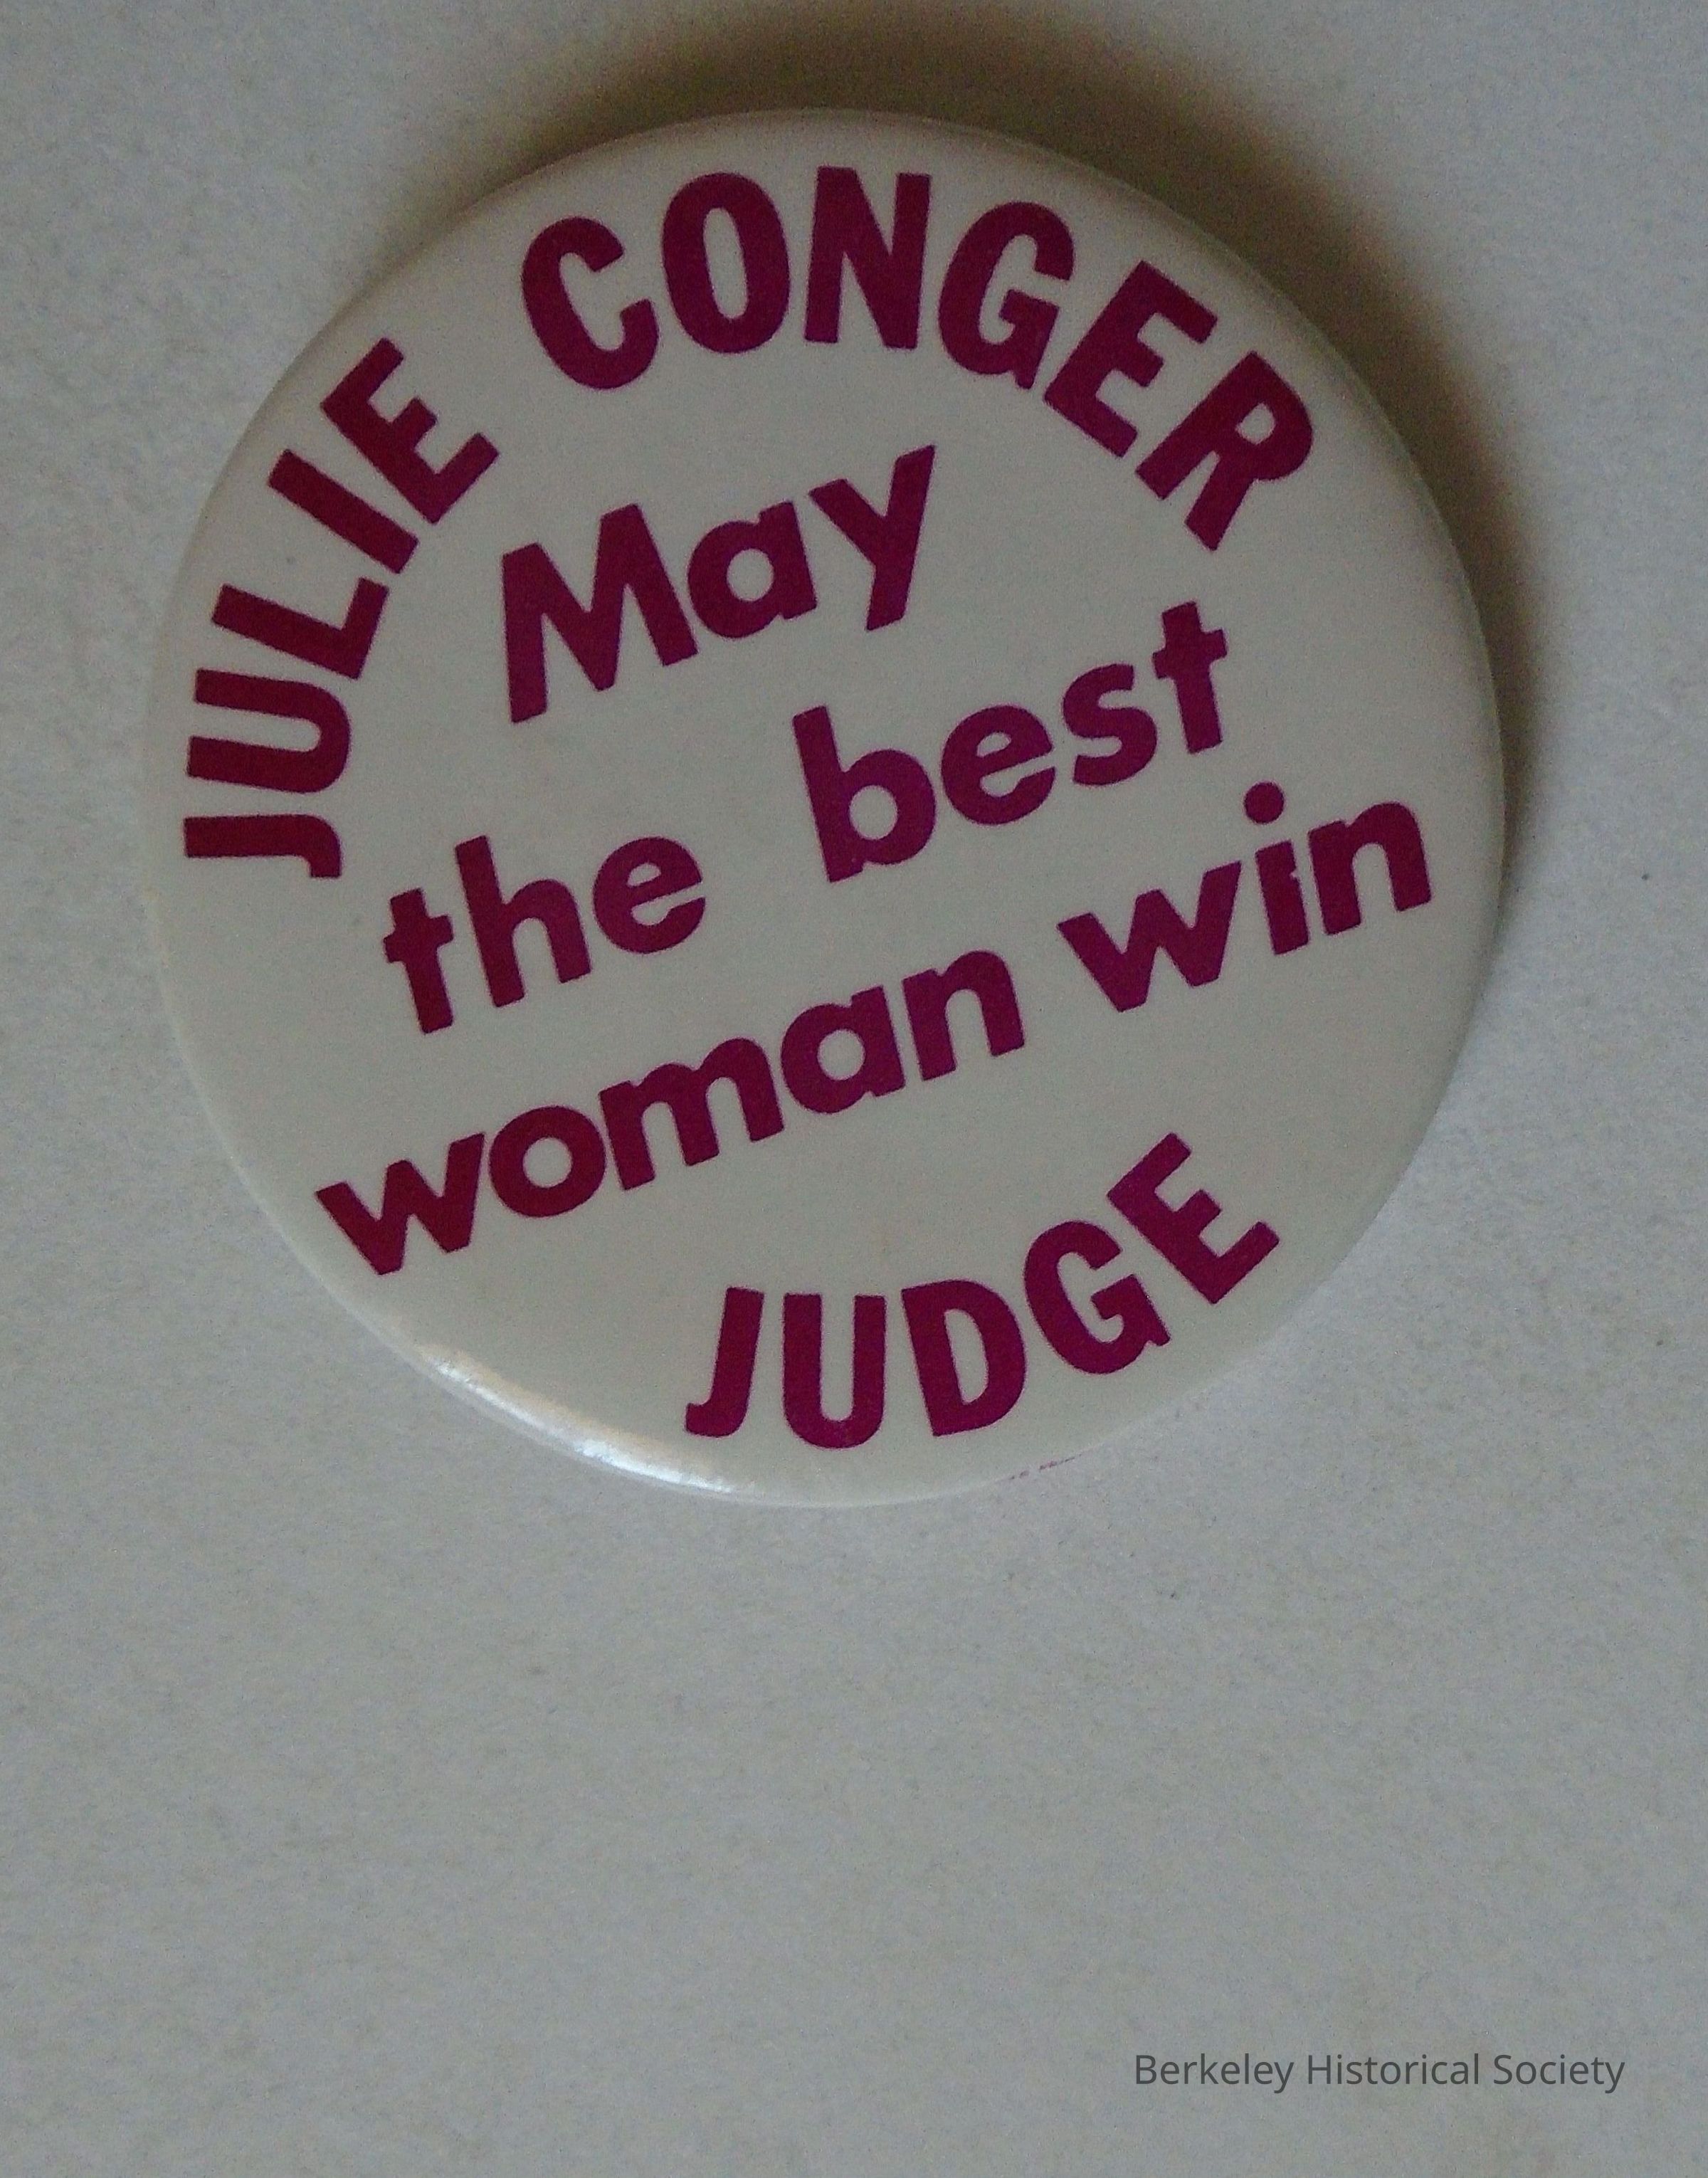 JULIE CONGER
May
the best
woman win
JUDGE
Berkeley Historical Society